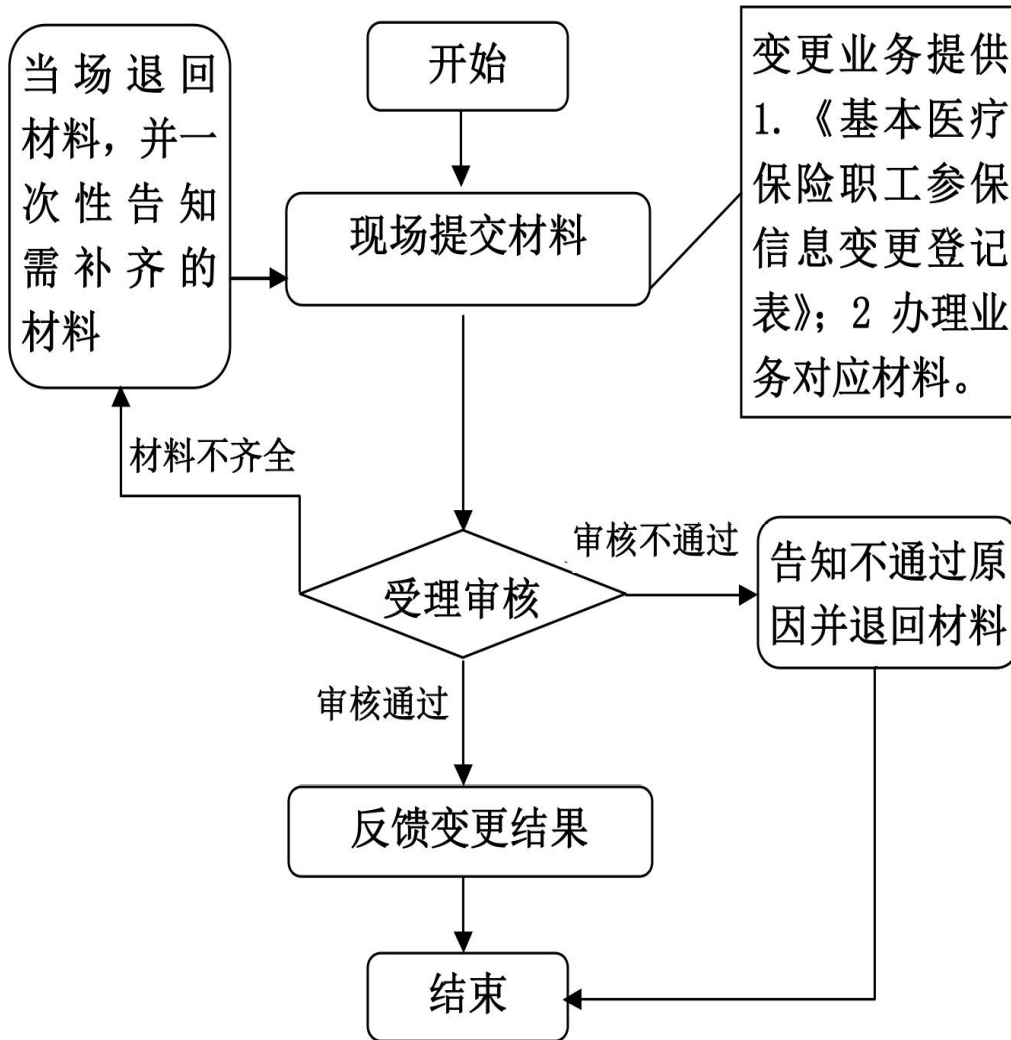 开始
当场退回
材料，并一
次性告知
需补齐的
材料
变更业务提供
1.《基本医疗
保险职工参保
信息变更登记
表》；2 办理业
务对应材料。
现场提交材料
材料不齐全
审核不通过
告知不通过原
因并退回材料
受理审核
审核通过
反馈变更结果
结束